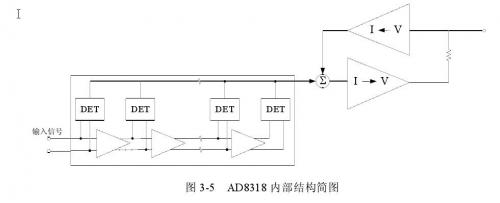 I
I ← V
Σ
I → V
DET DET DET DET
输入信号
图 3-5 AD8318 内部结构简图